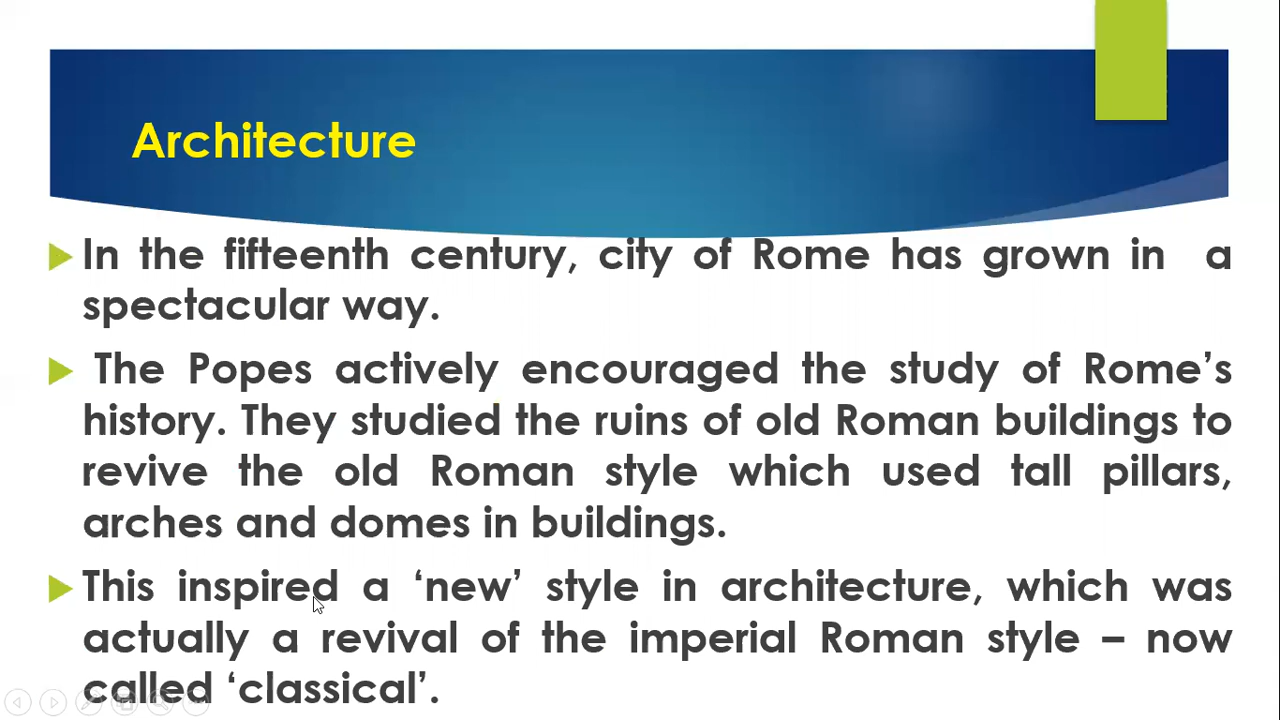 Architecture
In the fifteenth century, city of Rome has grown in a
spectacular way.
The Popes actively encouraged the study of Rome’s
history. They studied the ruins of old Roman buildings to
revive the old Roman style which used tall pillars,
arches and domes in buildings.
This inspired a ‘new’ style in architecture, which was
actually a revival of the imperial Roman style – now
called ‘classical’.